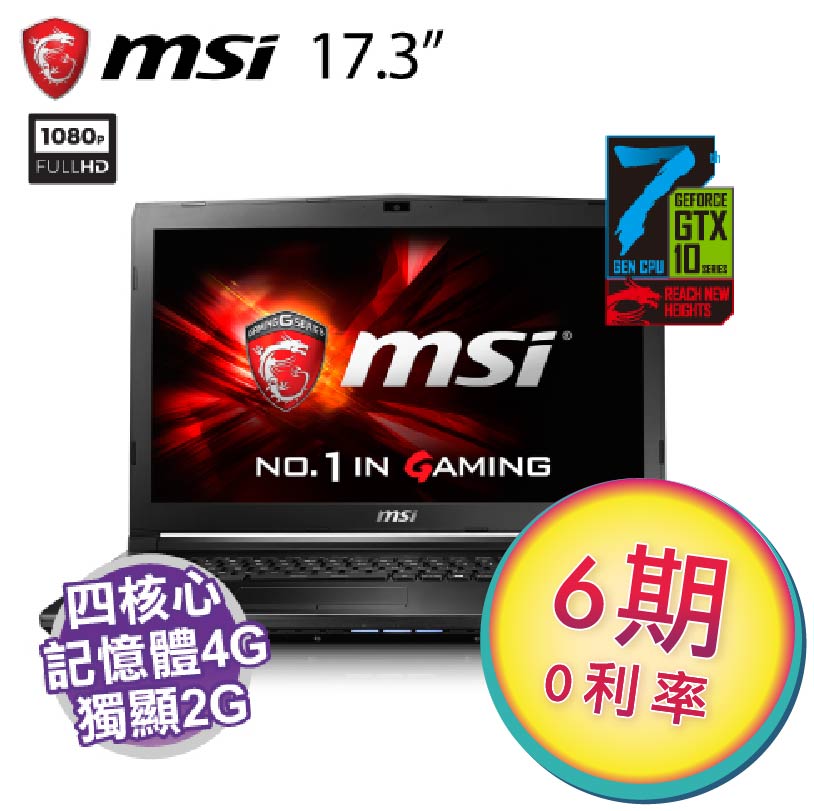 msi 17.3”
1080p
FULLHD
7th
GEN CPU
GEFORCE
GTX
10 SERIES
REACH NEW
HEIGHTS
GAMING G SERIES
msi®
NO.1 IN GAMING
msi
四核心
記憶體4G
獨顯2G
6期
0利率